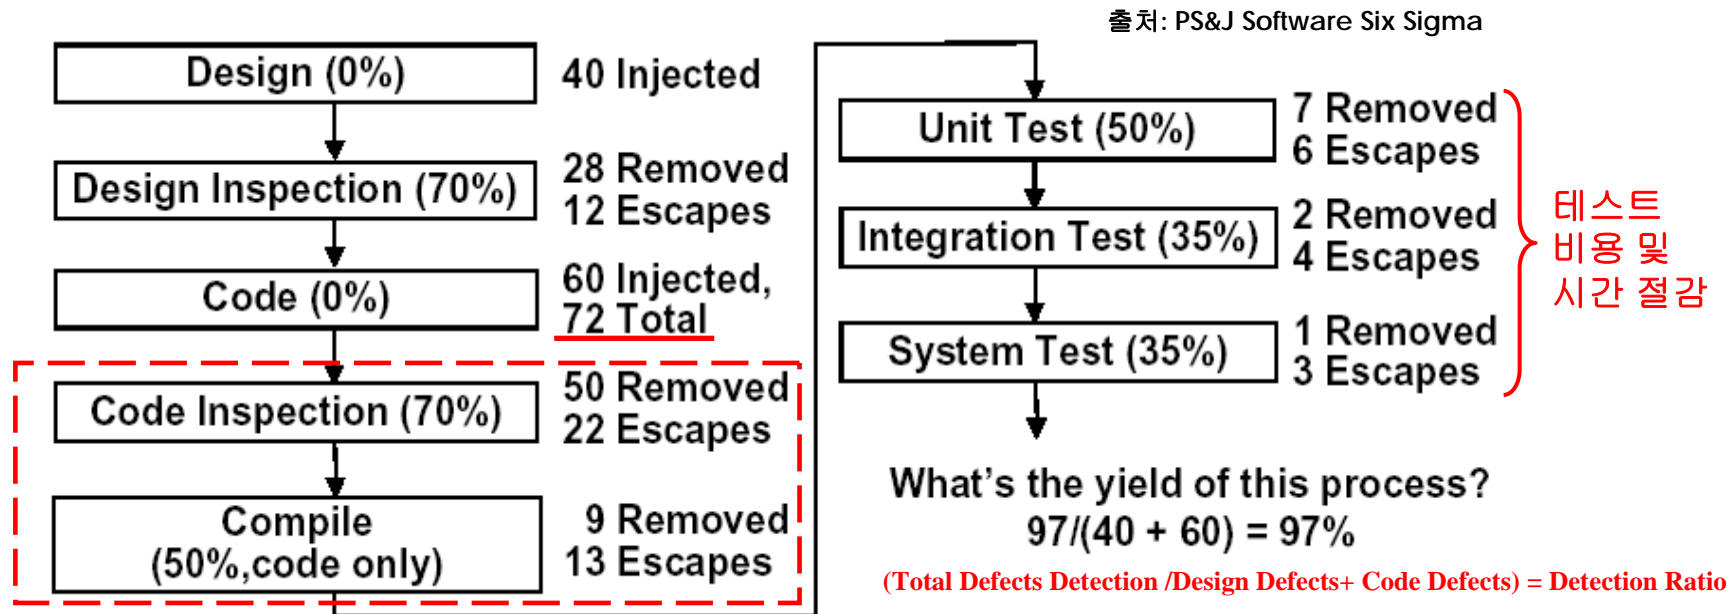 출처: PS&J Software Six Sigma
Design (0%)
40 Injected
Design Inspection (70%)
28 Removed
12 Escapes
Code (0%)
60 Injected,
72 Total
Code Inspection (70%)
50 Removed
22 Escapes
Compile
(50%,code only)
9 Removed
13 Escapes
Unit Test (50%)
7 Removed
6 Escapes
Integration Test (35%)
2 Removed
4 Escapes
System Test (35%)
1 Removed
3 Escapes
테스트
비용 및
시간 절감
What's the yield of this process?
97/(40 + 60) = 97%
(Total Defects Detection /Design Defects+ Code Defects) = Detection Ratio